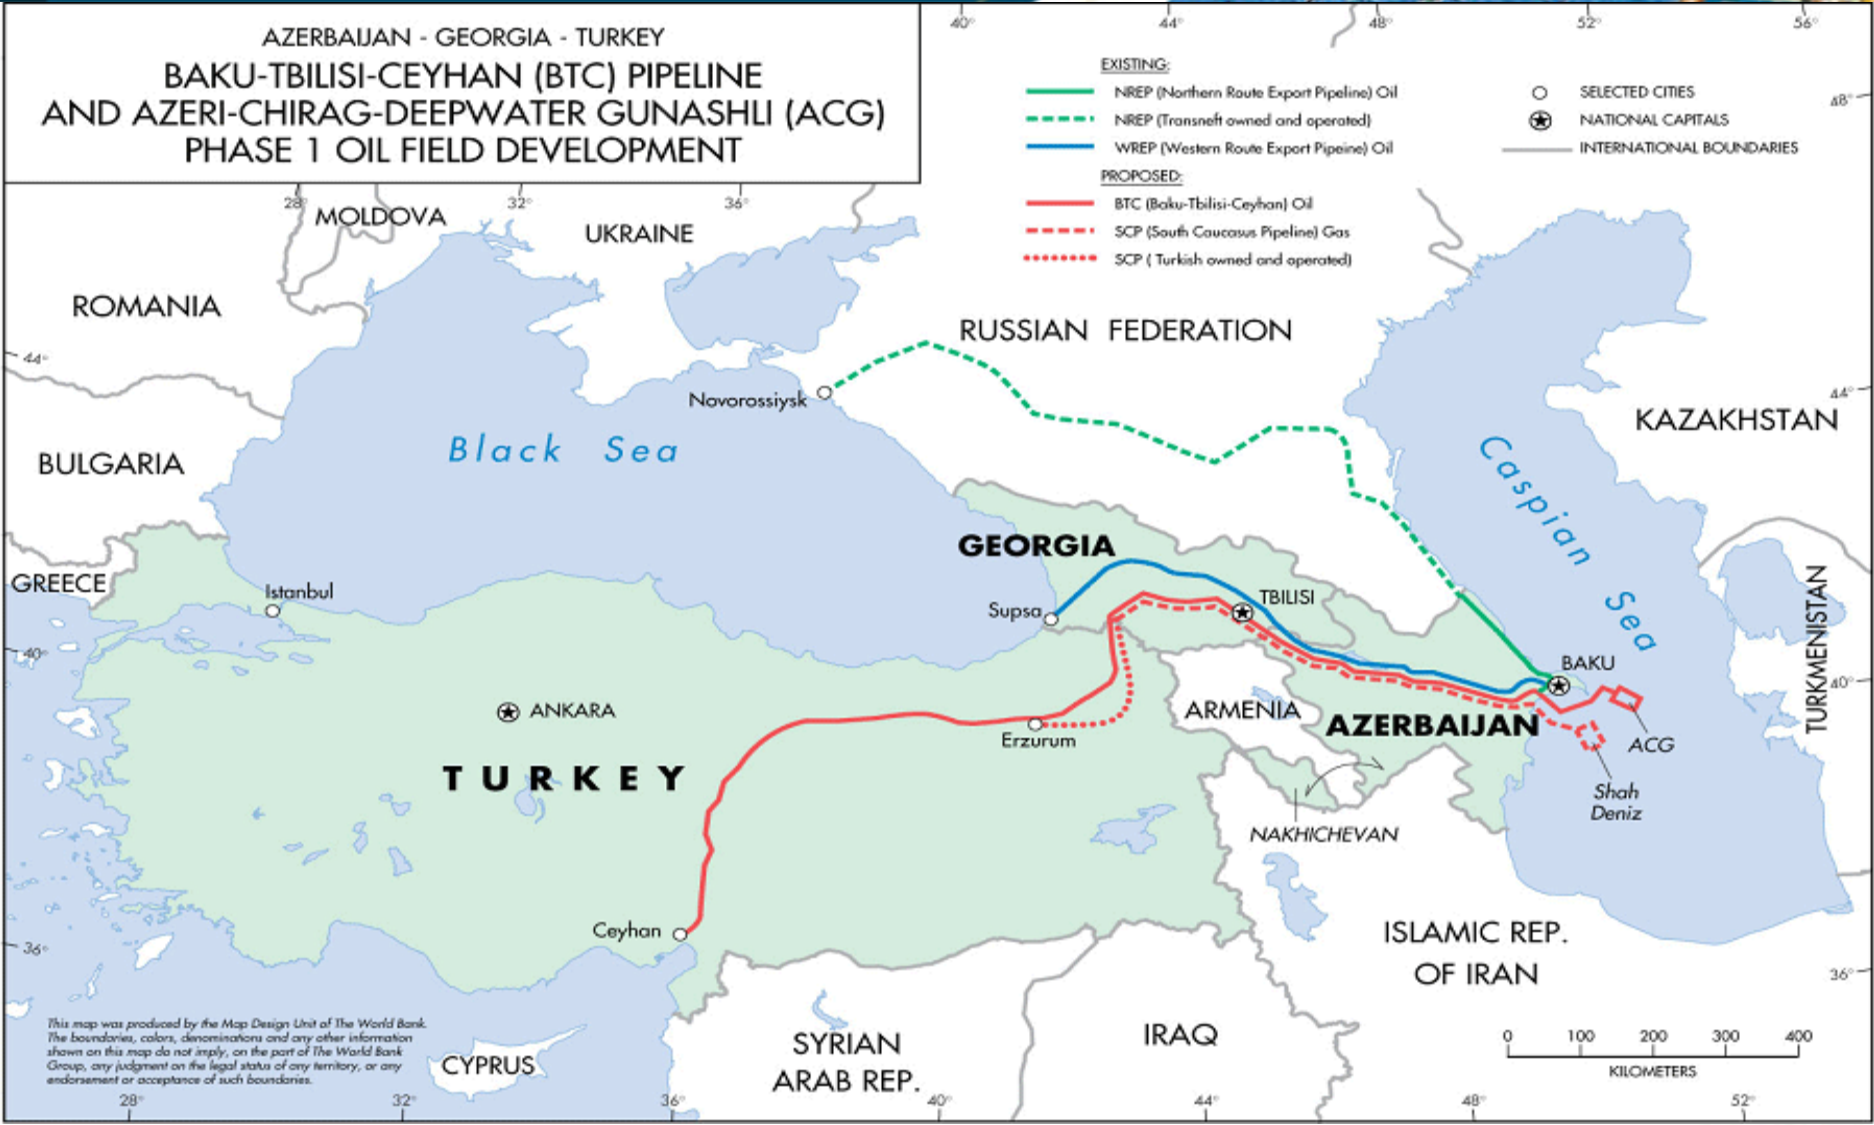 AZERBAIJAN - GEORGIA - TURKEY
BAKU-TBILISI-CEYHAN (BTC) PIPELINE
AND AZERI-CHIRAG-DEEPWATER GUNASHLI (ACG)
PHASE 1 OIL FIELD DEVELOPMENT
40°
44°
48°
52°
56°
EXISTING:
NREP (Northern Route Export Pipeline) Oil
NREP (Transneft owned and operated)
WREP (Western Route Export Pipeine) Oil
PROPOSED:
BTC (Baku-Tbilisi-Ceyhan) Oil
SCP (South Caucasus Pipeline) Gas
SCP ( Turkish owned and operated)
SELECTED CITIES
NATIONAL CAPITALS
INTERNATIONAL BOUNDARIES
48°
28°
32°
36°
MOLDOVA
UKRAINE
ROMANIA
RUSSIAN FEDERATION
44°
44°
Novorossiysk
KAZAKHSTAN
Black Sea
BULGARIA
Caspian Sea
GEORGIA
GREECE
Istanbul
Supsa
TBILISI
TURKMENISTAN
40°
BAKU
40°
ANKARA
ARMENIA
AZERBAIJAN
Erzurum
ACG
TURKEY
Shah
Deniz
NAKHICHEVAN
Ceyhan
ISLAMIC REP.
OF IRAN
36°
36°
This map was produced by the Map Design Unit of The World Bank.
The boundaries, colors, denominations and any other information
shown on this map do not imply, on the part of The World Bank
Group, any judgment on the legal status of any territory, or any
endorsement or acceptance of such boundaries.
CYPRUS
SYRIAN
ARAB REP.
IRAQ
0 100 200 300 400
KILOMETERS
28°
32°
36°
40°
44°
48°
52°